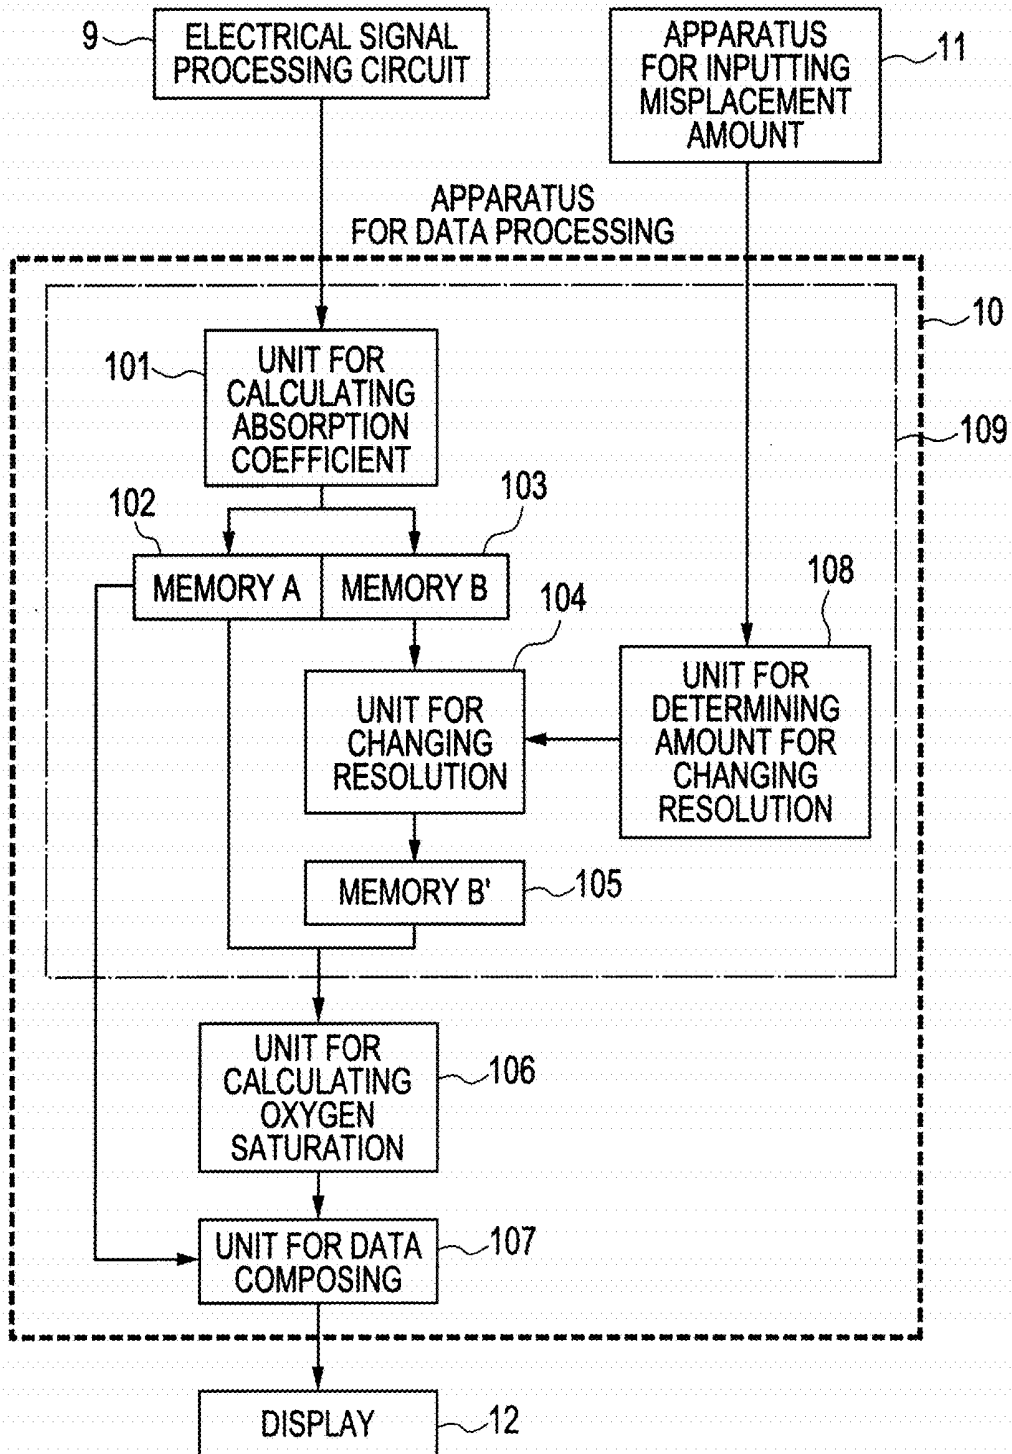 9
ELECTRICAL SIGNAL
PROCESSING CIRCUIT
APPARATUS
FOR INPUTTING
MISPLACEMENT
AMOUNT
11
APPARATUS
FOR DATA PROCESSING
10
101
UNIT FOR
CALCULATING
ABSORPTION
COEFFICIENT
109
102
103
MEMORY A
MEMORY B
104
108
UNIT FOR
CHANGING
RESOLUTION
UNIT FOR
DETERMINING
AMOUNT FOR
CHANGING
RESOLUTION
MEMORY B'
105
UNIT FOR
CALCULATING
OXYGEN
SATURATION
106
UNIT FOR DATA
COMPOSING
107
DISPLAY
12